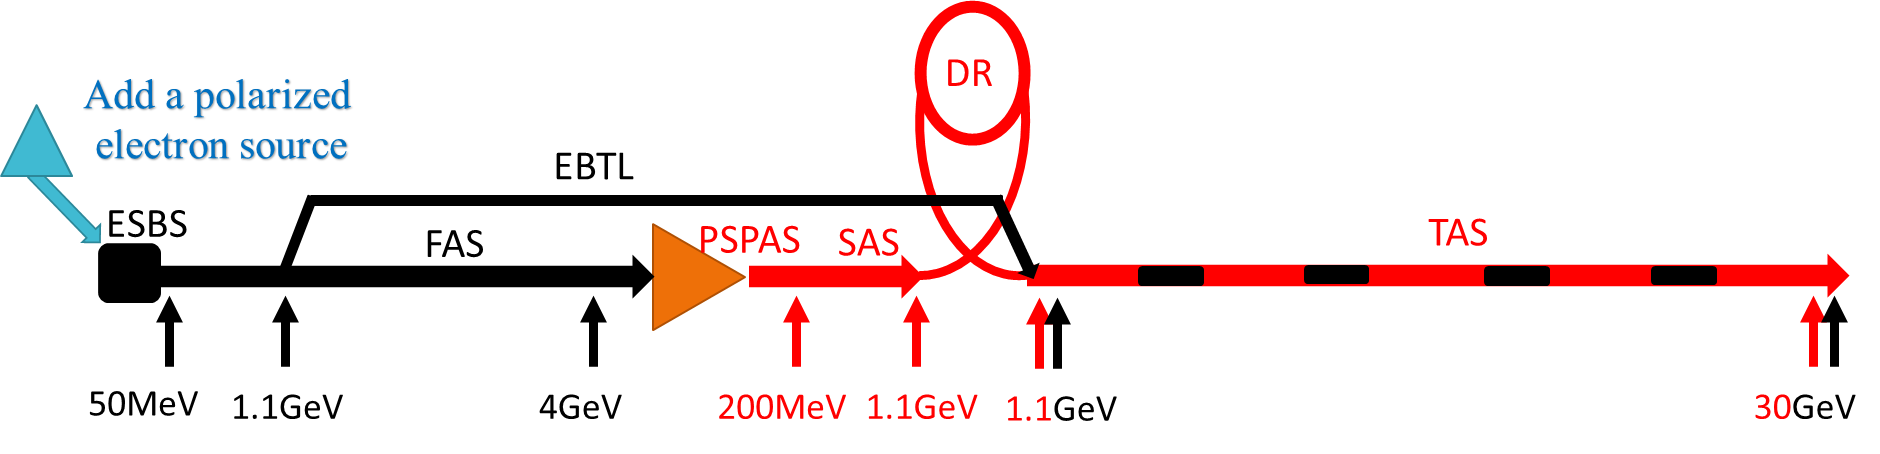 DR
Add a polarized
electron source
EBTL
ESBS
FAS
PSPAS
SAS
TAS
50MeV
1.1GeV
4GeV
200MeV
1.1GeV
1.1GeV
30GeV